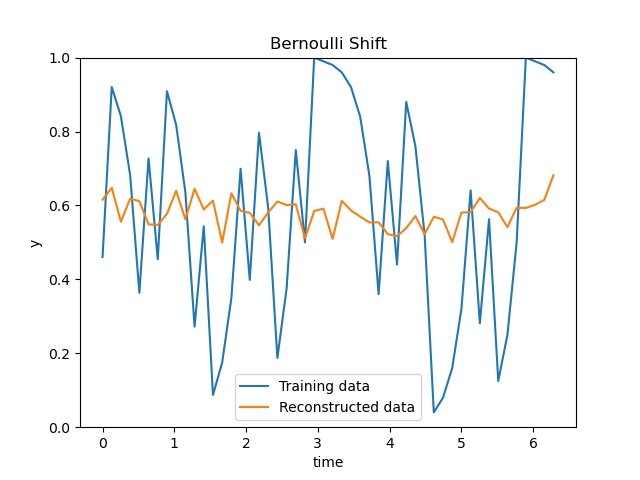 Bernoulli Shift
1.0
0.8
0.6
0.4
0.2
0.0
y
Training data
Reconstructed data
0 1 2 3 4 5 6
time